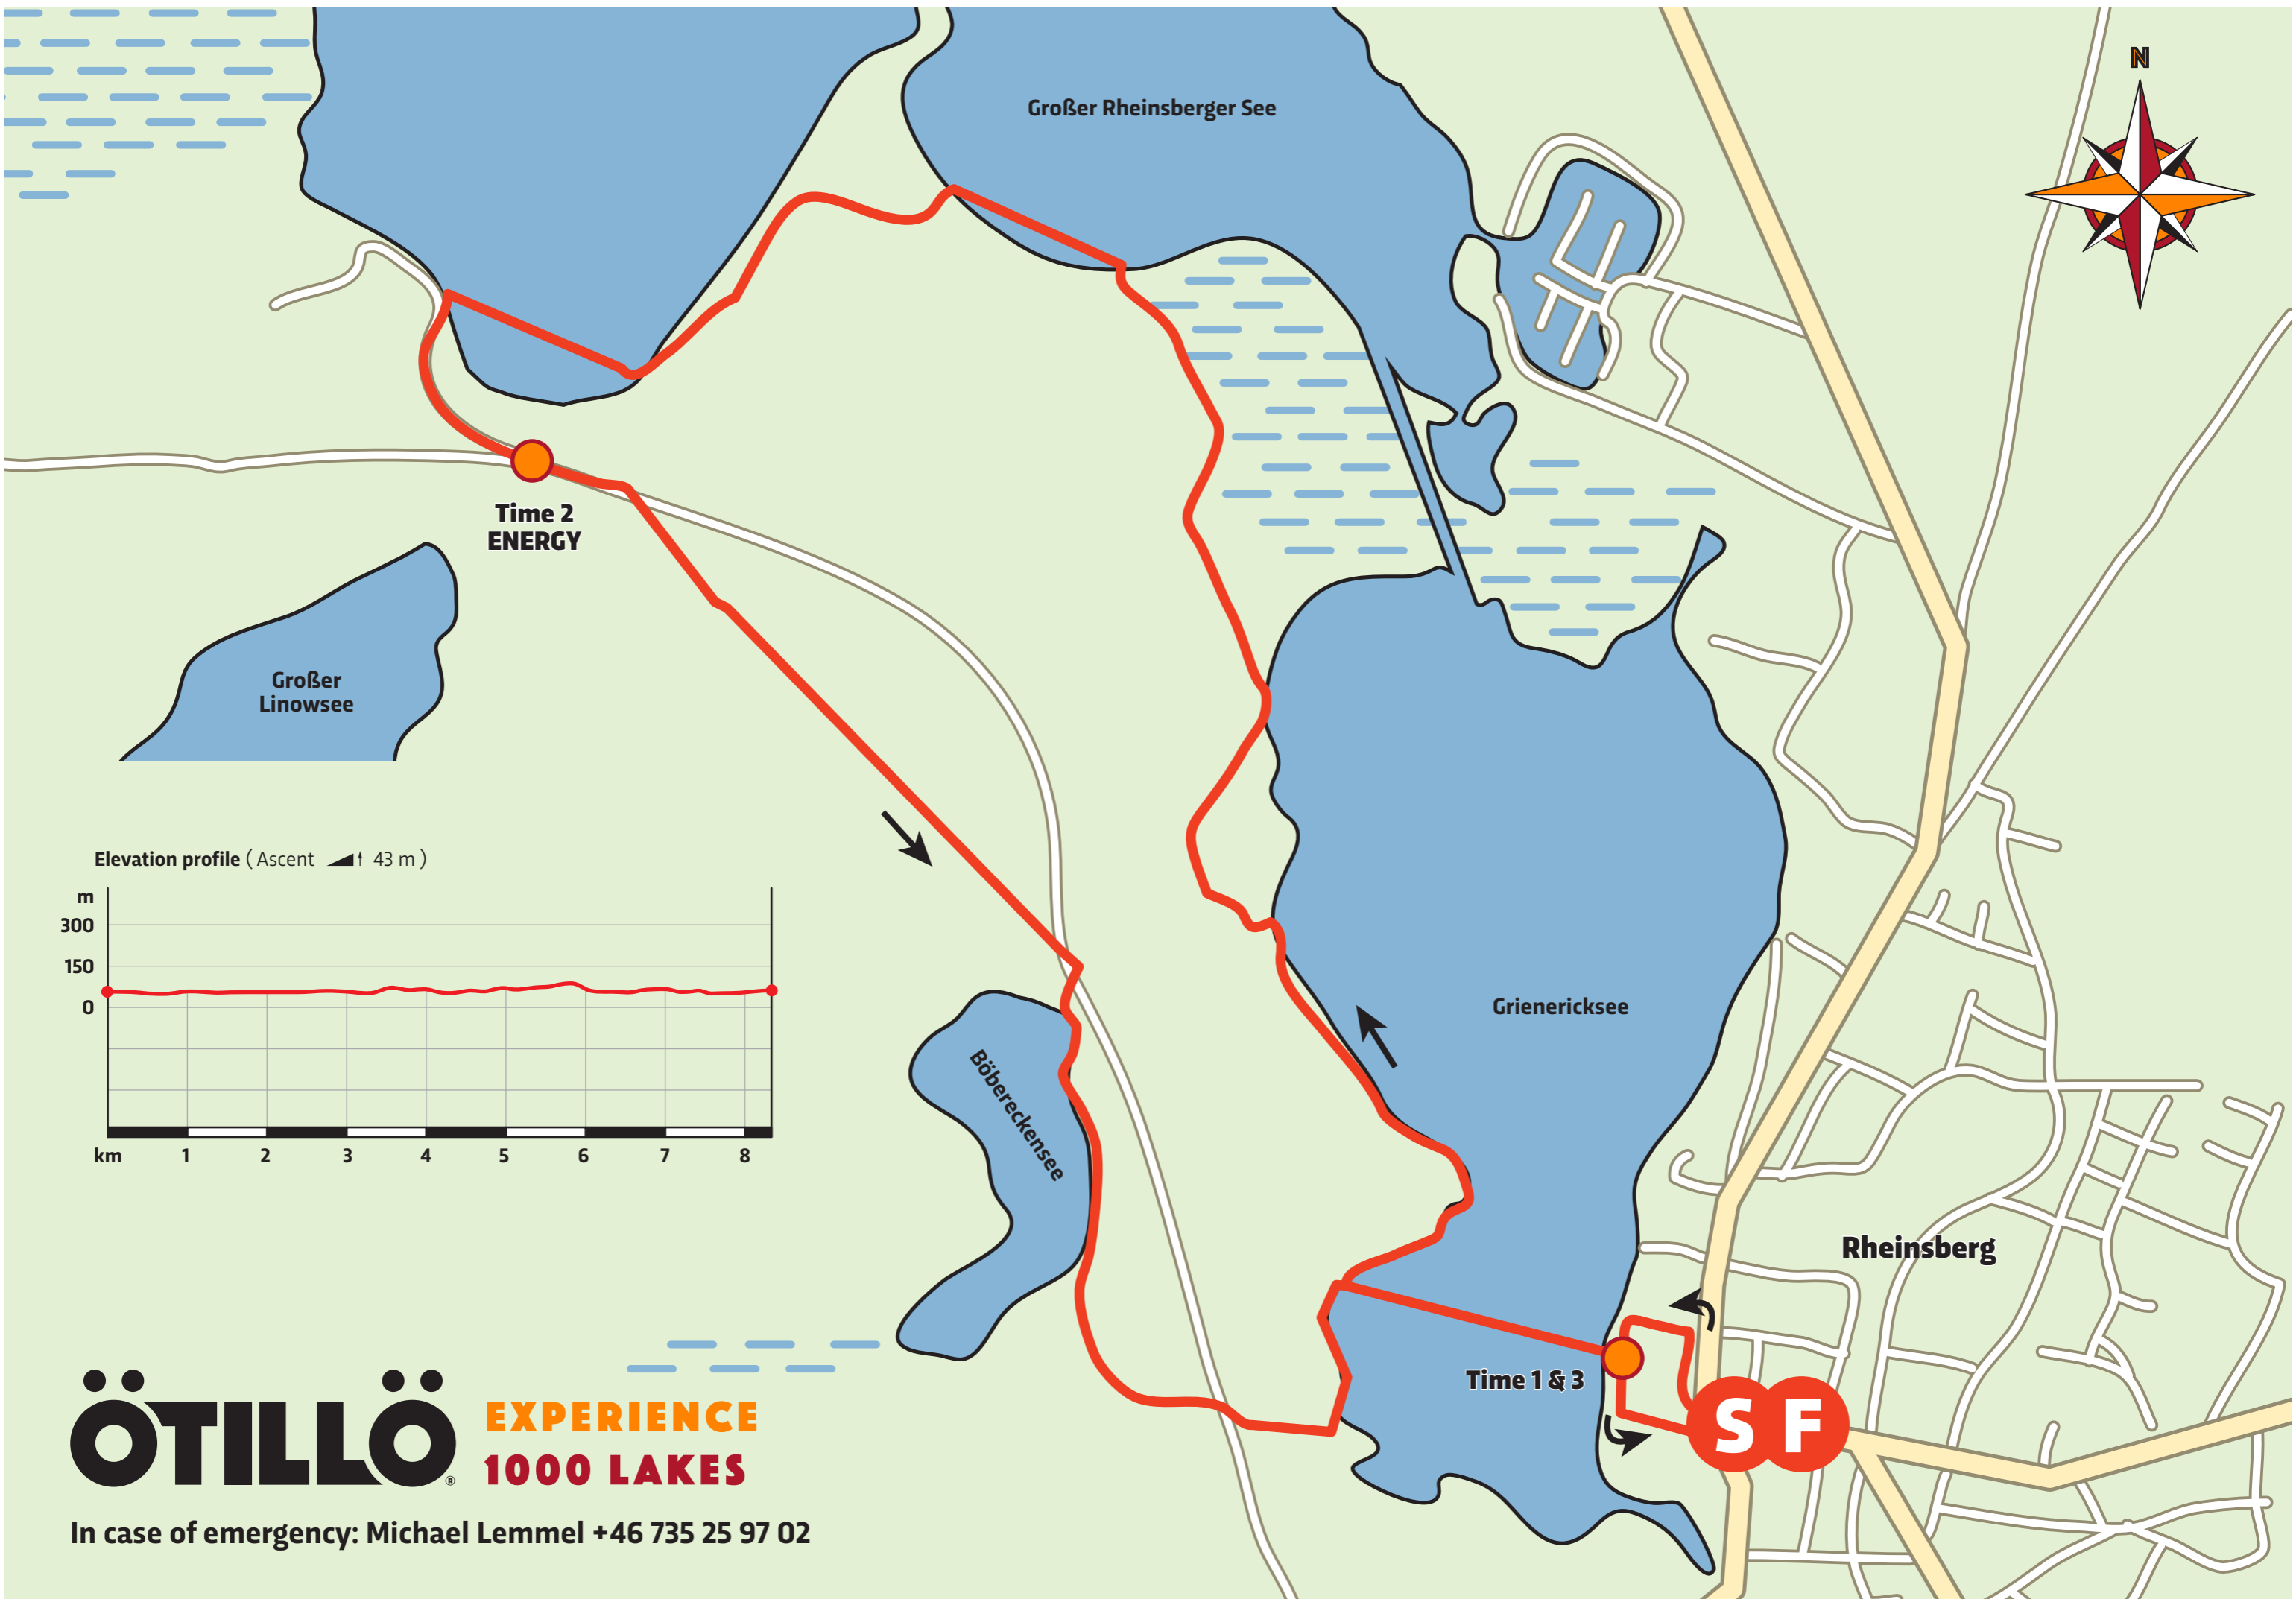 N
Großer Rheinsberger See
Time 2
ENERGY
Großer
Linowsee
Elevation profile (Ascent 43 m)
m
300
150
0
km 1 2 3 4 5 6 7 8
Böbereckensee
Grienericksee
Rheinsberg
Time 1 & 3
S F
ÖTILLÖ®
EXPERIENCE
1000 LAKES
In case of emergency: Michael Lemmel +46 735 25 97 02